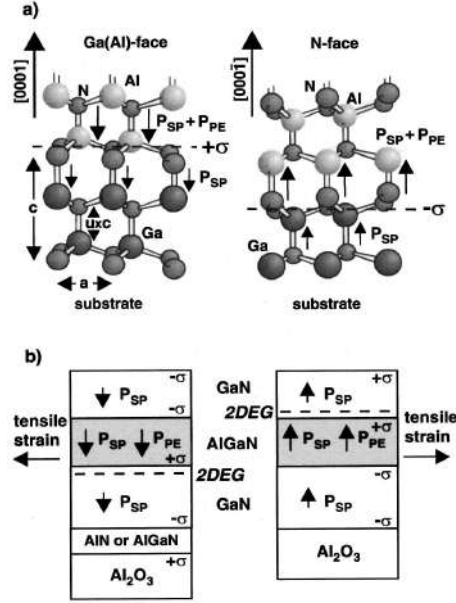 a)
Ga(Al)-face
N-face
[0001]
[0001̄]
N
Al
N
Al
P_SP + P_PE
P_SP + P_PE
+σ
P_SP
c
-σ
uxc
Ga
Ga
P_SP
a
substrate
substrate
b)
-σ
P_SP
-σ
GaN
+σ
P_SP
2DEG
tensile
strain
P_SP
P_PE
+σ
AlGaN
+σ
P_SP
P_PE
tensile
strain
2DEG
-σ
P_SP
-σ
GaN
-σ
P_SP
-σ
AlN or AlGaN
+σ
Al₂O₃
Al₂O₃